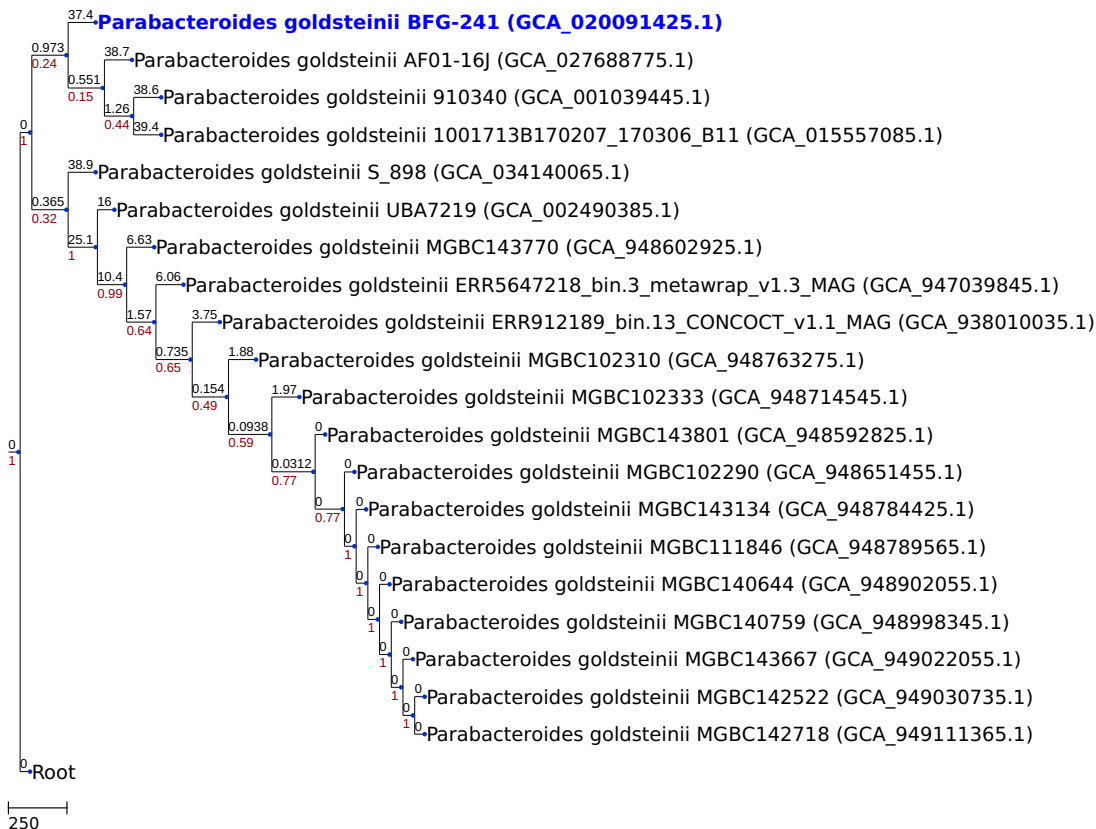 37.4
Parabacteroides goldsteinii BFG-241 (GCA_020091425.1)
0.973
0.24
38.7
Parabacteroides goldsteinii AF01-16J (GCA_027688775.1)
0.551
0.15
38.6
Parabacteroides goldsteinii 910340 (GCA_001039445.1)
1.26
0.44
39.4
Parabacteroides goldsteinii 1001713B170207_170306_B11 (GCA_015557085.1)
0
1
38.9
Parabacteroides goldsteinii S_898 (GCA_034140065.1)
0.365
0.32
16
Parabacteroides goldsteinii UBA7219 (GCA_002490385.1)
25.1
1
6.63
Parabacteroides goldsteinii MGBC143770 (GCA_948602925.1)
10.4
0.99
6.06
Parabacteroides goldsteinii ERR5647218_bin.3_metawrap_v1.3_MAG (GCA_947039845.1)
1.57
0.64
3.75
Parabacteroides goldsteinii ERR912189_bin.13_CONCOCT_v1.1_MAG (GCA_938010035.1)
0.735
0.65
1.88
Parabacteroides goldsteinii MGBC102310 (GCA_948763275.1)
0.154
0.49
1.97
Parabacteroides goldsteinii MGBC102333 (GCA_948714545.1)
0.0938
0.59
0
Parabacteroides goldsteinii MGBC143801 (GCA_948592825.1)
0.0312
0.77
0
Parabacteroides goldsteinii MGBC102290 (GCA_948651455.1)
0
0.77
0
Parabacteroides goldsteinii MGBC143134 (GCA_948784425.1)
0
1
0
Parabacteroides goldsteinii MGBC111846 (GCA_948789565.1)
0
1
0
Parabacteroides goldsteinii MGBC140644 (GCA_948902055.1)
0
1
0
Parabacteroides goldsteinii MGBC140759 (GCA_948998345.1)
0
1
0
Parabacteroides goldsteinii MGBC143667 (GCA_949022055.1)
0
1
0
Parabacteroides goldsteinii MGBC142522 (GCA_949030735.1)
0
1
0
Parabacteroides goldsteinii MGBC142718 (GCA_949111365.1)
0
1
0
Root
250